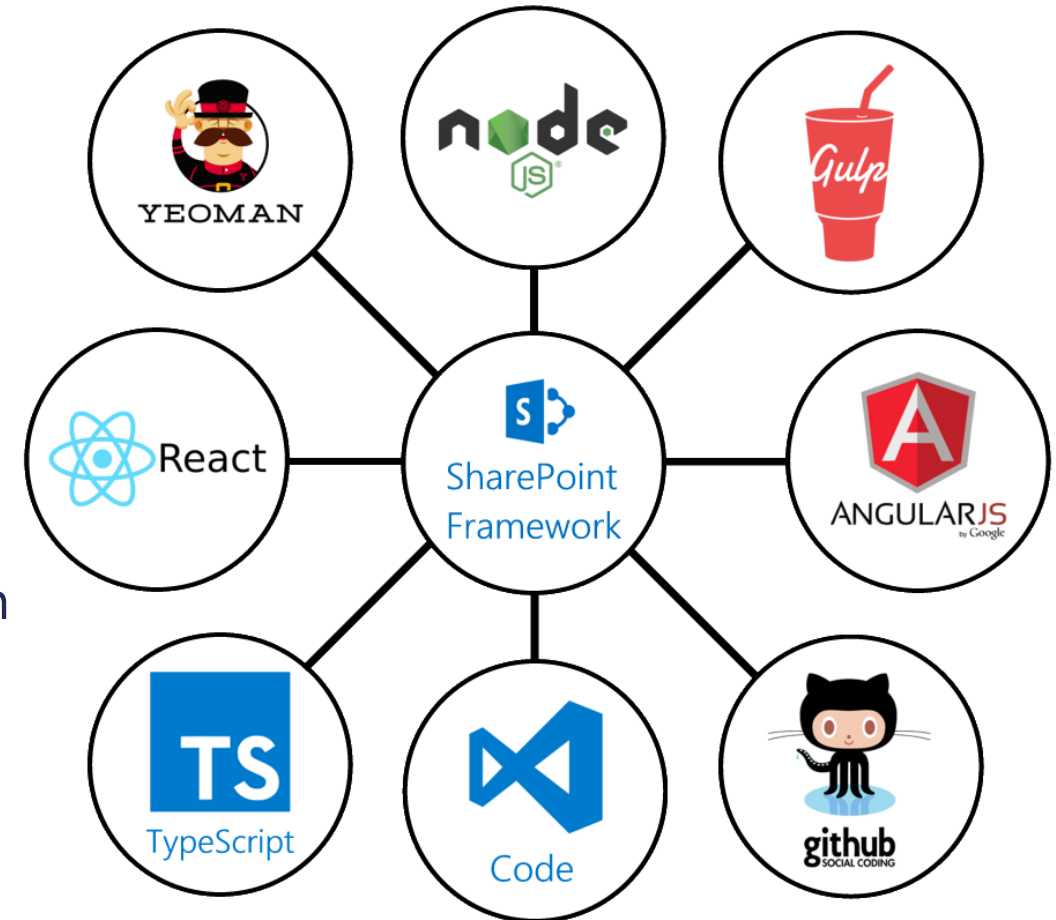 YEOMAN
node
JS
®
Gulp
React
S
SharePoint
Framework
A
ANGULARJS
by Google
n
TS
TypeScript
Code
github
SOCIAL CODING